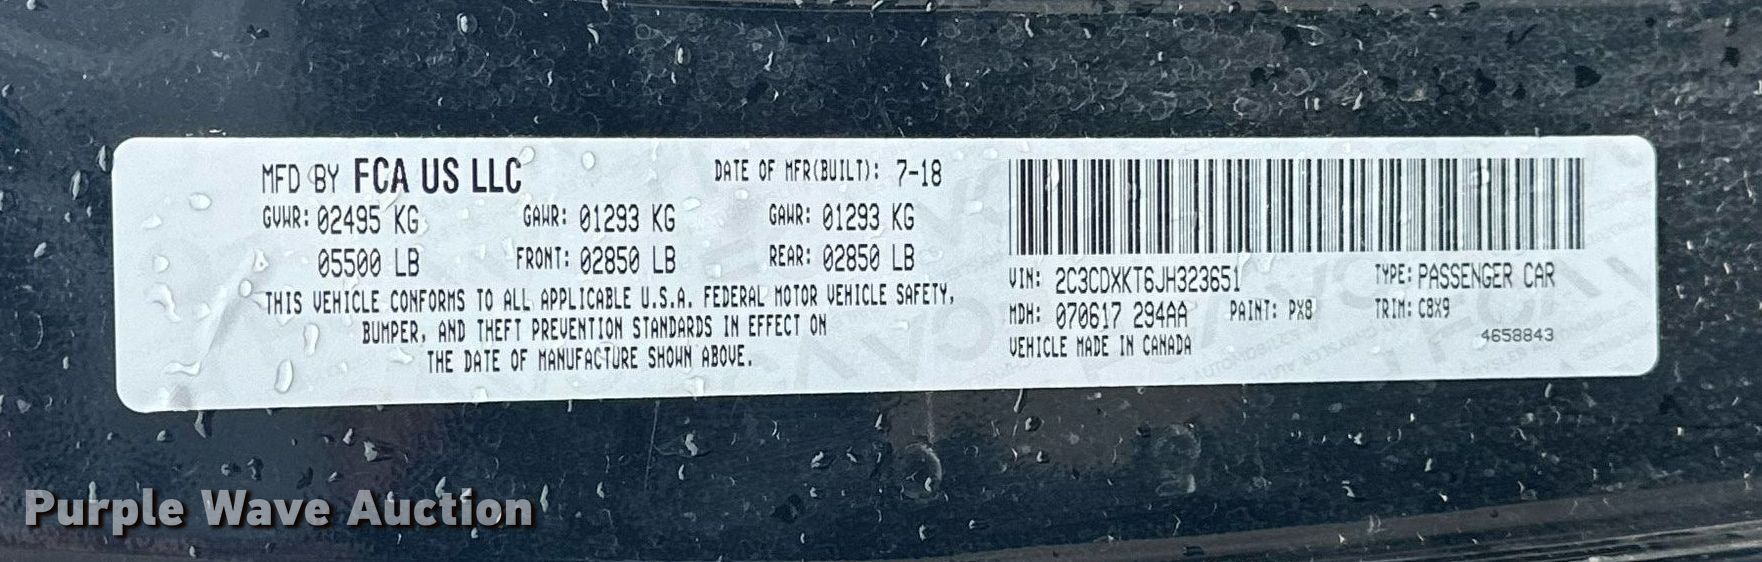 MFD BY FCA US LLC
DATE OF MFR(BUILT): 7-18
GVWR: 02495 KG
GAWR: 01293 KG
GAWR: 01293 KG
05500 LB
FRONT: 02850 LB
REAR: 02850 LB
THIS VEHICLE CONFORMS TO ALL APPLICABLE U.S.A. FEDERAL MOTOR VEHICLE SAFETY,
BUMPER, AND THEFT PREVENTION STANDARDS IN EFFECT ON
THE DATE OF MANUFACTURE SHOWN ABOVE.
VIN: 2C3CDXKT6JH323651
TYPE: PASSENGER CAR
MDH: 070617 294AA
PAINT: PX8
TRIM: C8X9
VEHICLE MADE IN CANADA
4658843
Purple Wave Auction